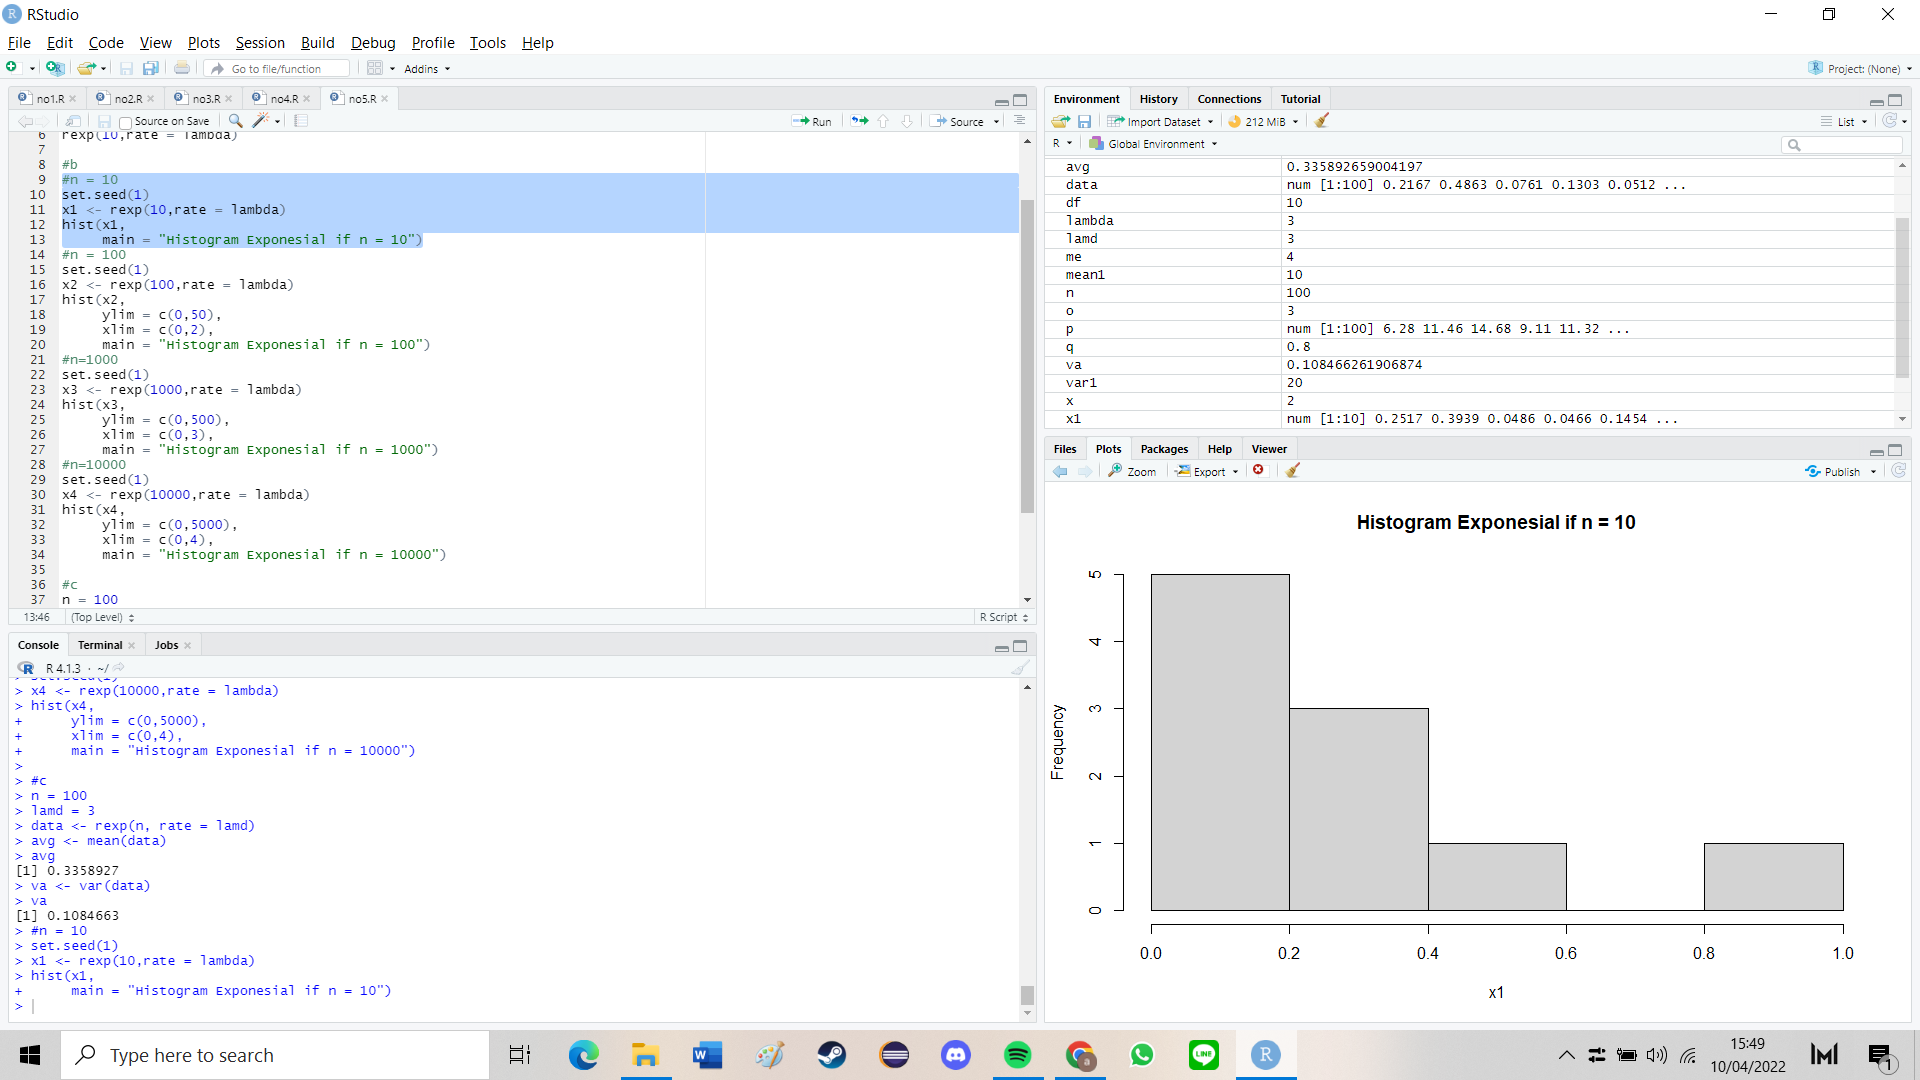 RStudio
File Edit Code View Plots Session Build Debug Profile Tools Help
Go to file/function Addins
Project: (None)
no1.R no2.R no3.R no4.R no5.R
Source on Save Run Source
6 rexp(10,rate = lambda)
7
8 #b
9 #n = 10
10 set.seed(1)
11 x1 <- rexp(10,rate = lambda)
12 hist(x1,
13 main = "Histogram Exponesial if n = 10")
14 #n = 100
15 set.seed(1)
16 x2 <- rexp(100,rate = lambda)
17 hist(x2,
18 ylim = c(0,50),
19 xlim = c(0,2),
20 main = "Histogram Exponesial if n = 100")
21 #n=1000
22 set.seed(1)
23 x3 <- rexp(1000,rate = lambda)
24 hist(x3,
25 ylim = c(0,500),
26 xlim = c(0,3),
27 main = "Histogram Exponesial if n = 1000")
28 #n=10000
29 set.seed(1)
30 x4 <- rexp(10000,rate = lambda)
31 hist(x4,
32 ylim = c(0,5000),
33 xlim = c(0,4),
34 main = "Histogram Exponesial if n = 10000")
35
36 #c
37 n = 100
13:46 (Top Level) R Script
Console Terminal Jobs
R 4.1.3 · ~/
> set.seed(1)
> x4 <- rexp(10000,rate = lambda)
> hist(x4,
+ ylim = c(0,5000),
+ xlim = c(0,4),
+ main = "Histogram Exponesial if n = 10000")
>
> #c
> n = 100
> lamd = 3
> data <- rexp(n, rate = lamd)
> avg <- mean(data)
> avg
[1] 0.3358927
> va <- var(data)
> va
[1] 0.1084663
> #n = 10
> set.seed(1)
> x1 <- rexp(10,rate = lambda)
> hist(x1,
+ main = "Histogram Exponesial if n = 10")
>
Environment History Connections Tutorial
Import Dataset 212 MiB List
R Global Environment
avg 0.335892659004197
data num [1:100] 0.2167 0.4863 0.0761 0.1303 0.0512 ...
df 10
lambda 3
lamd 3
me 4
mean1 10
n 100
o 3
p num [1:100] 6.28 11.46 14.68 9.11 11.32 ...
q 0.8
va 0.108466261906874
var1 20
x 2
x1 num [1:10] 0.2517 0.3939 0.0486 0.0466 0.1454 ...
Files Plots Packages Help Viewer
Zoom Export Publish
Histogram Exponesial if n = 10
Frequency
5
4
3
2
1
0
0.0 0.2 0.4 0.6 0.8 1.0
x1
Type here to search
LINE
15:49
10/04/2022
1